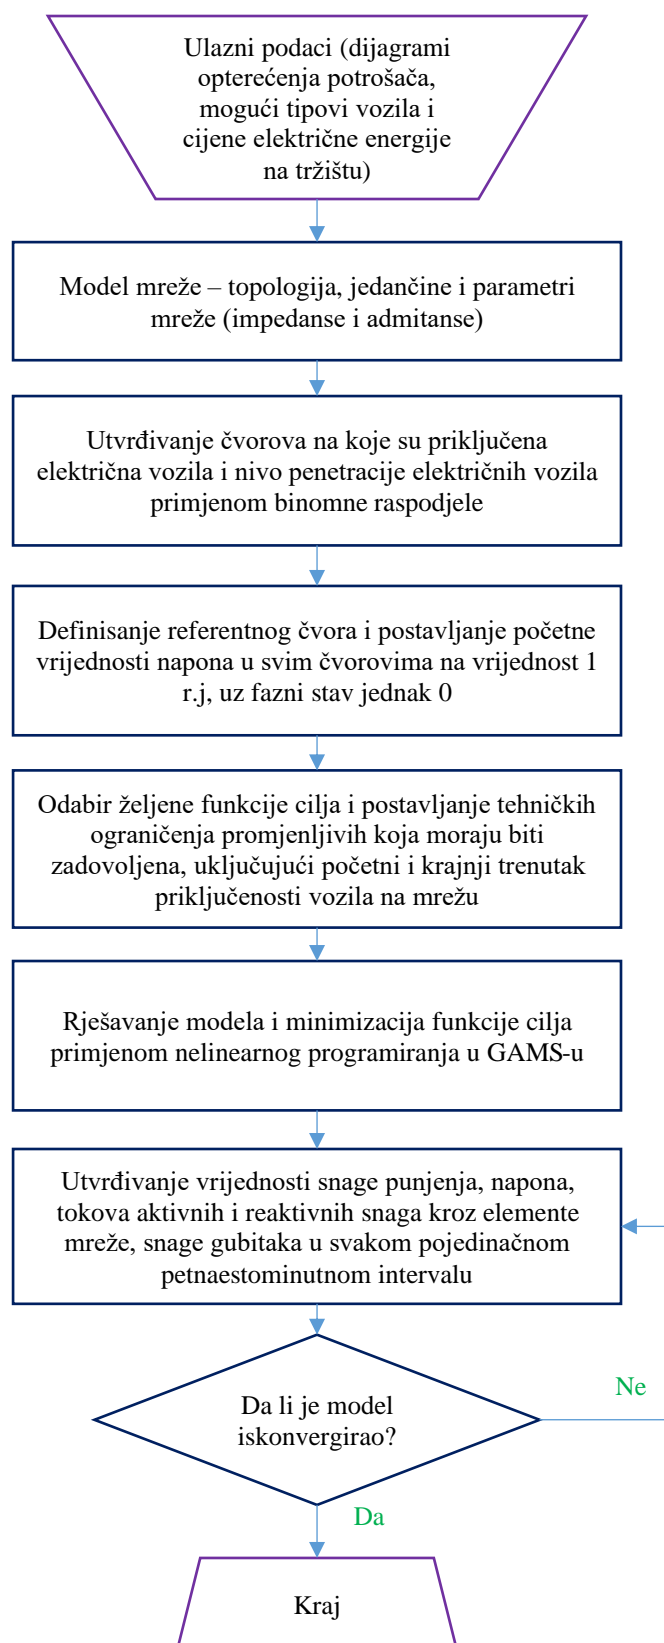 Ulazni podaci (dijagrami
opterećenja potrošača,
mogući tipovi vozila i
cijene električne energije
na tržištu)
Model mreže – topologija, jedančine i parametri
mreže (impedanse i admitanse)
Utvrđivanje čvorova na koje su priključena
električna vozila i nivo penetracije električnih vozila
primjenom binomne raspodjele
Definisanje referentnog čvora i postavljanje početne
vrijednosti napona u svim čvorovima na vrijednost 1
r.j, uz fazni stav jednak 0
Odabir željene funkcije cilja i postavljanje tehničkih
ograničenja promjenljivih koja moraju biti
zadovoljena, uključujući početni i krajnji trenutak
priključenosti vozila na mrežu
Rješavanje modela i minimizacija funkcije cilja
primjenom nelinearnog programiranja u GAMS-u
Utvrđivanje vrijednosti snage punjenja, napona,
tokova aktivnih i reaktivnih snaga kroz elemente
mreže, snage gubitaka u svakom pojedinačnom
petnaestominutnom intervalu
Ne
Da li je model
iskonvergirao?
Da
Kraj